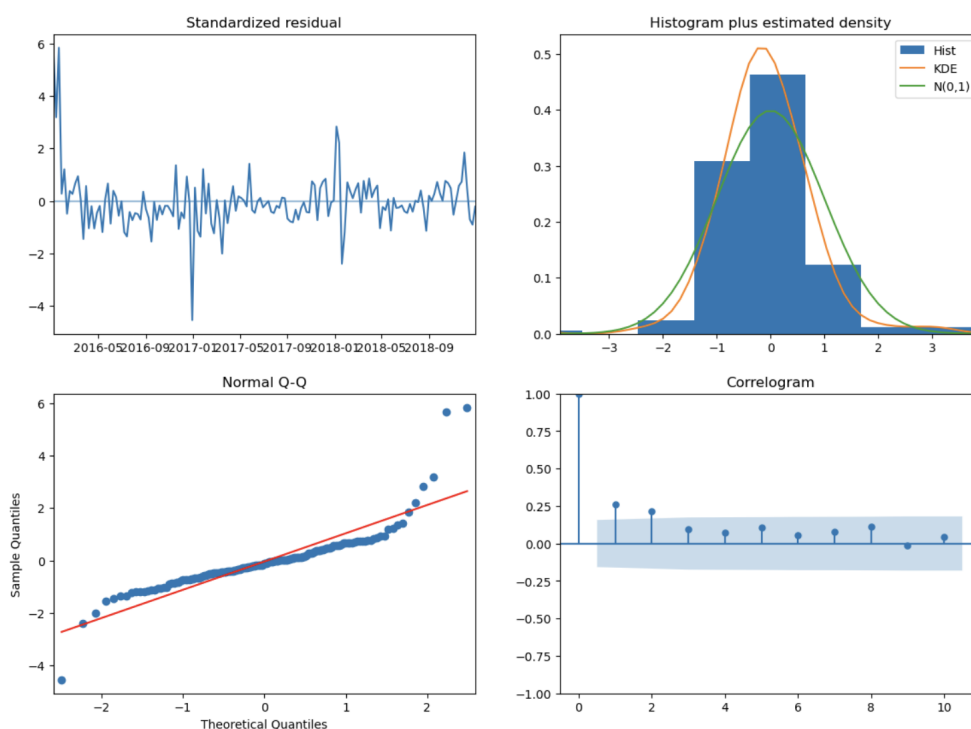 Standardized residual
6
4
2
0
−2
−4
2016-05 2016-09 2017-01 2017-05 2017-09 2018-01 2018-05 2018-09
Histogram plus estimated density
0.5
0.4
0.3
0.2
0.1
0.0
Hist
KDE
N(0,1)
−3 −2 −1 0 1 2 3
Normal Q-Q
Sample Quantiles
6
4
2
0
−2
−4
−2 −1 0 1 2
Theoretical Quantiles
Correlogram
1.00
0.75
0.50
0.25
0.00
−0.25
−0.50
−0.75
−1.00
0 2 4 6 8 10